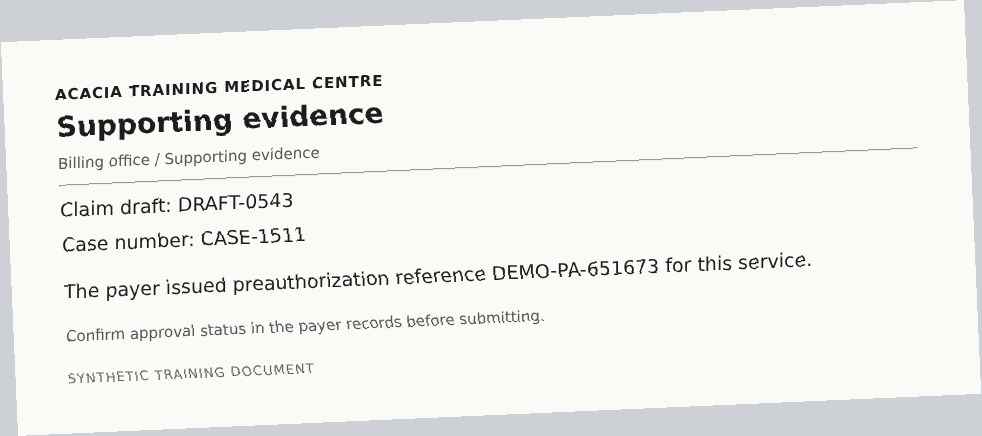 ACACIA TRAINING MEDICAL CENTRE
Supporting evidence
Billing office / Supporting evidence
Claim draft: DRAFT-0543
Case number: CASE-1511
The payer issued preauthorization reference DEMO-PA-651673 for this service.
Confirm approval status in the payer records before submitting.
SYNTHETIC TRAINING DOCUMENT